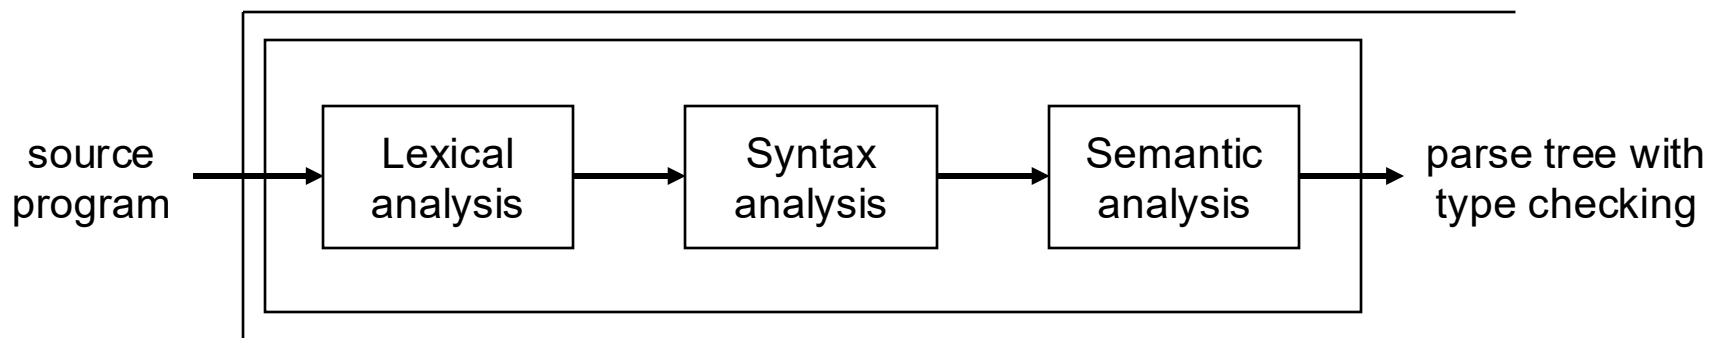 source
program
Lexical
analysis
Syntax
analysis
Semantic
analysis
parse tree with
type checking